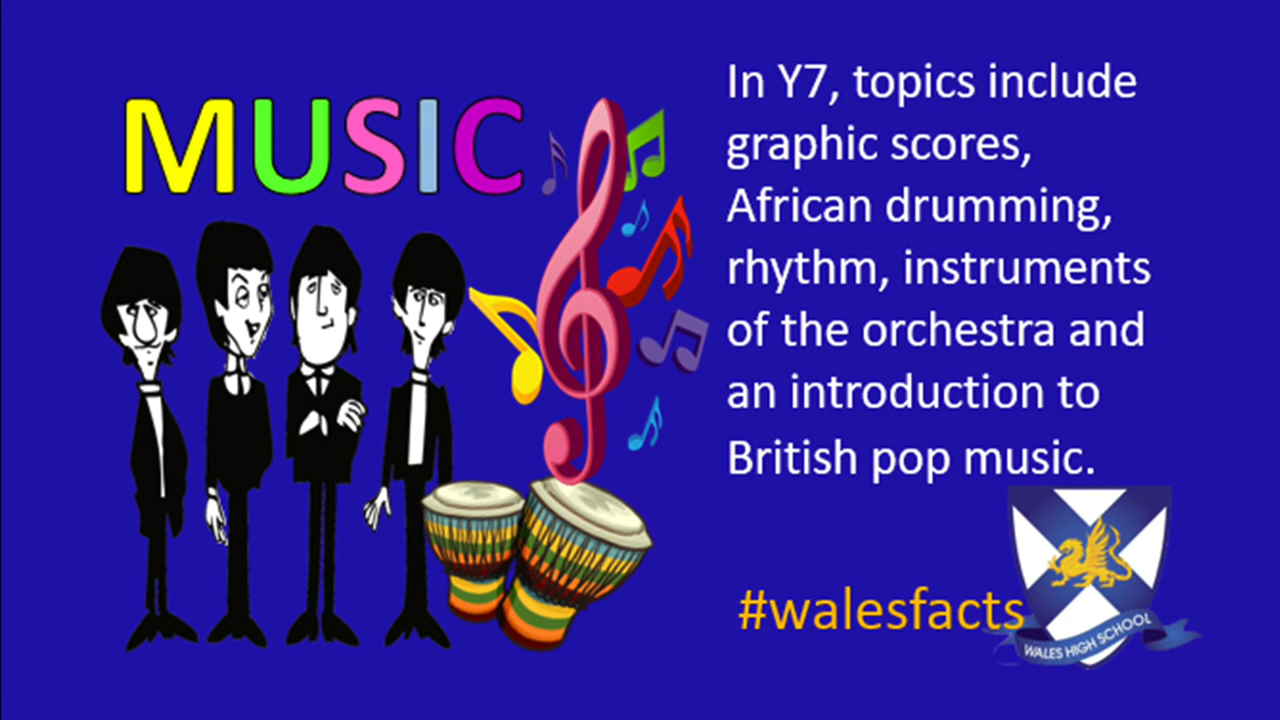 MUSIC
In Y7, topics include
graphic scores,
African drumming,
rhythm, instruments
of the orchestra and
an introduction to
British pop music.
#walesfacts
WALES HIGH SCHOOL